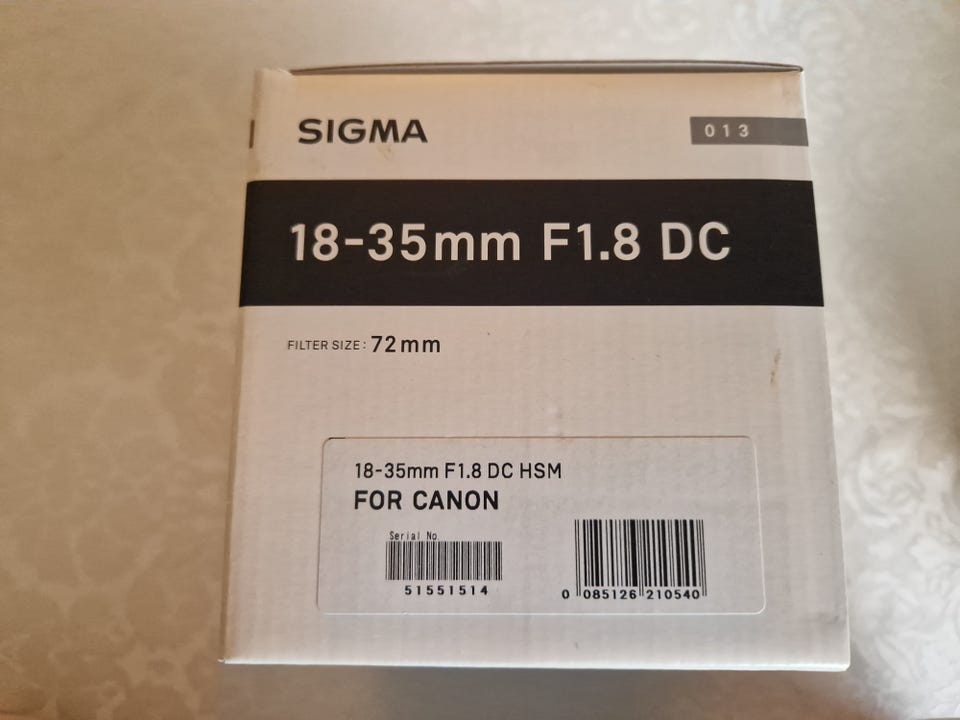 SIGMA
013
18-35mm F1.8 DC
FILTER SIZE: 72mm
18-35mm F1.8 DC HSM
FOR CANON
Serial No
51551514
0 085126 210540